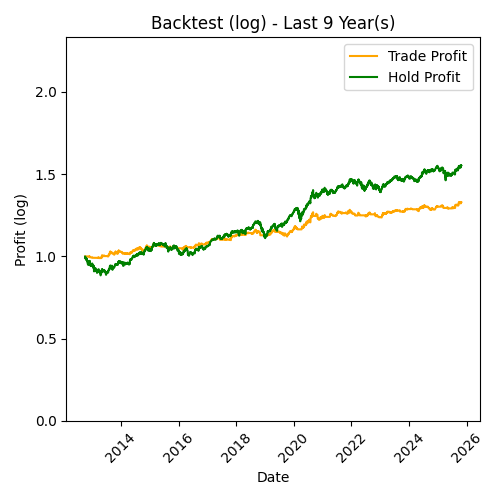 Backtest (log) - Last 9 Year(s)
Trade Profit
Hold Profit
Profit (log)
2.0
1.5
1.0
0.5
0.0
2014
2016
2018
2020
2022
2024
2026
Date